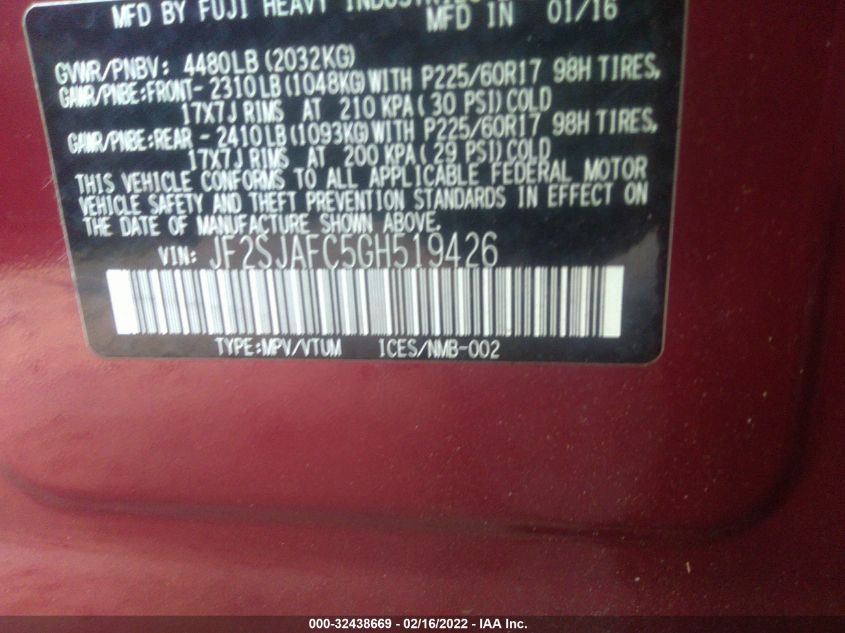 MFD BY FUJI HEAVY INDUSTRIES
MFD IN 01/16
GVWR/PNBV: 4480LB (2032KG)
GAWR/PNBE:FRONT- 2310LB (1048KG)WITH P225/60R17 98H TIRES,
17X7J RIMS AT 210 KPA( 30 PSI)COLD
GAWR/PNBE:REAR - 2410LB (1093KG)WITH P225/60R17 98H TIRES,
17X7J RIMS AT 200 KPA( 29 PSI)COLD
THIS VEHICLE CONFORMS TO ALL APPLICABLE FEDERAL MOTOR
VEHICLE SAFETY AND THEFT PREVENTION STANDARDS IN EFFECT ON
THE DATE OF MANUFACTURE SHOWN ABOVE.
VIN: JF2SJAFC5GH519426
TYPE:MPV/VTUM ICES/NMB-002
000-32438669 - 02/16/2022 - IAA Inc.